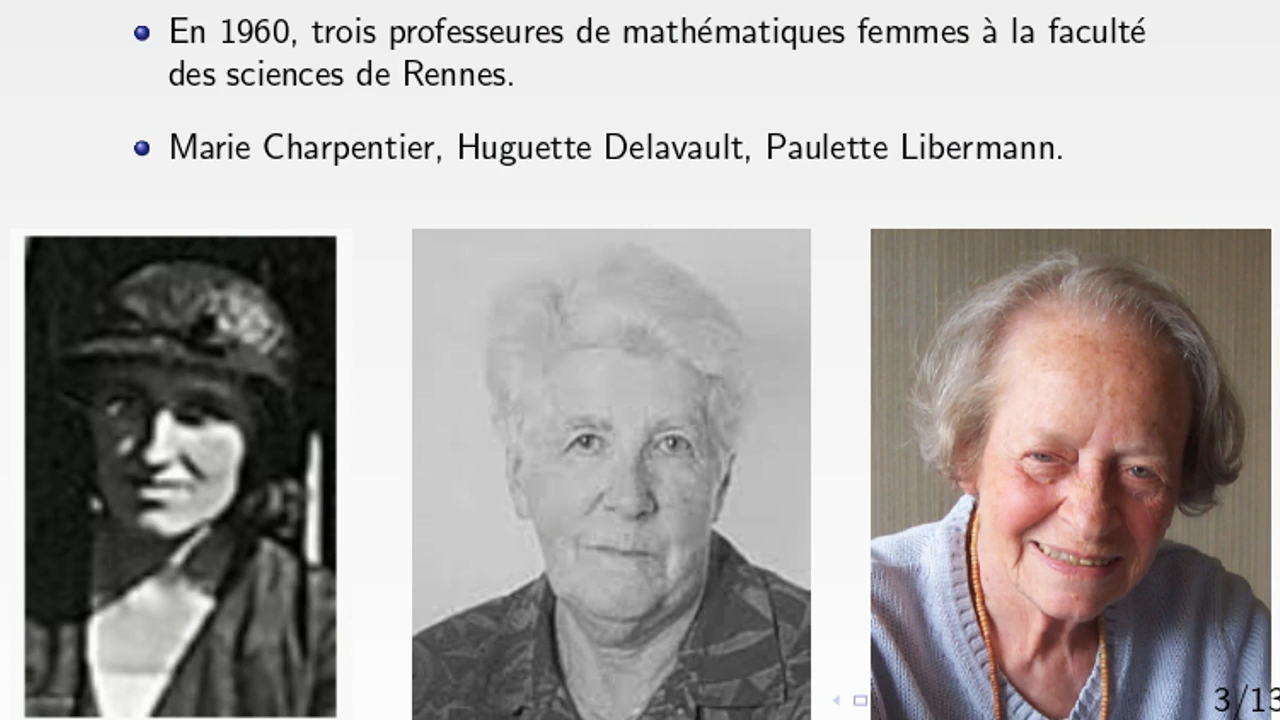 En 1960, trois professeures de mathématiques femmes à la faculté
des sciences de Rennes.
Marie Charpentier, Huguette Delavault, Paulette Libermann.
3/13